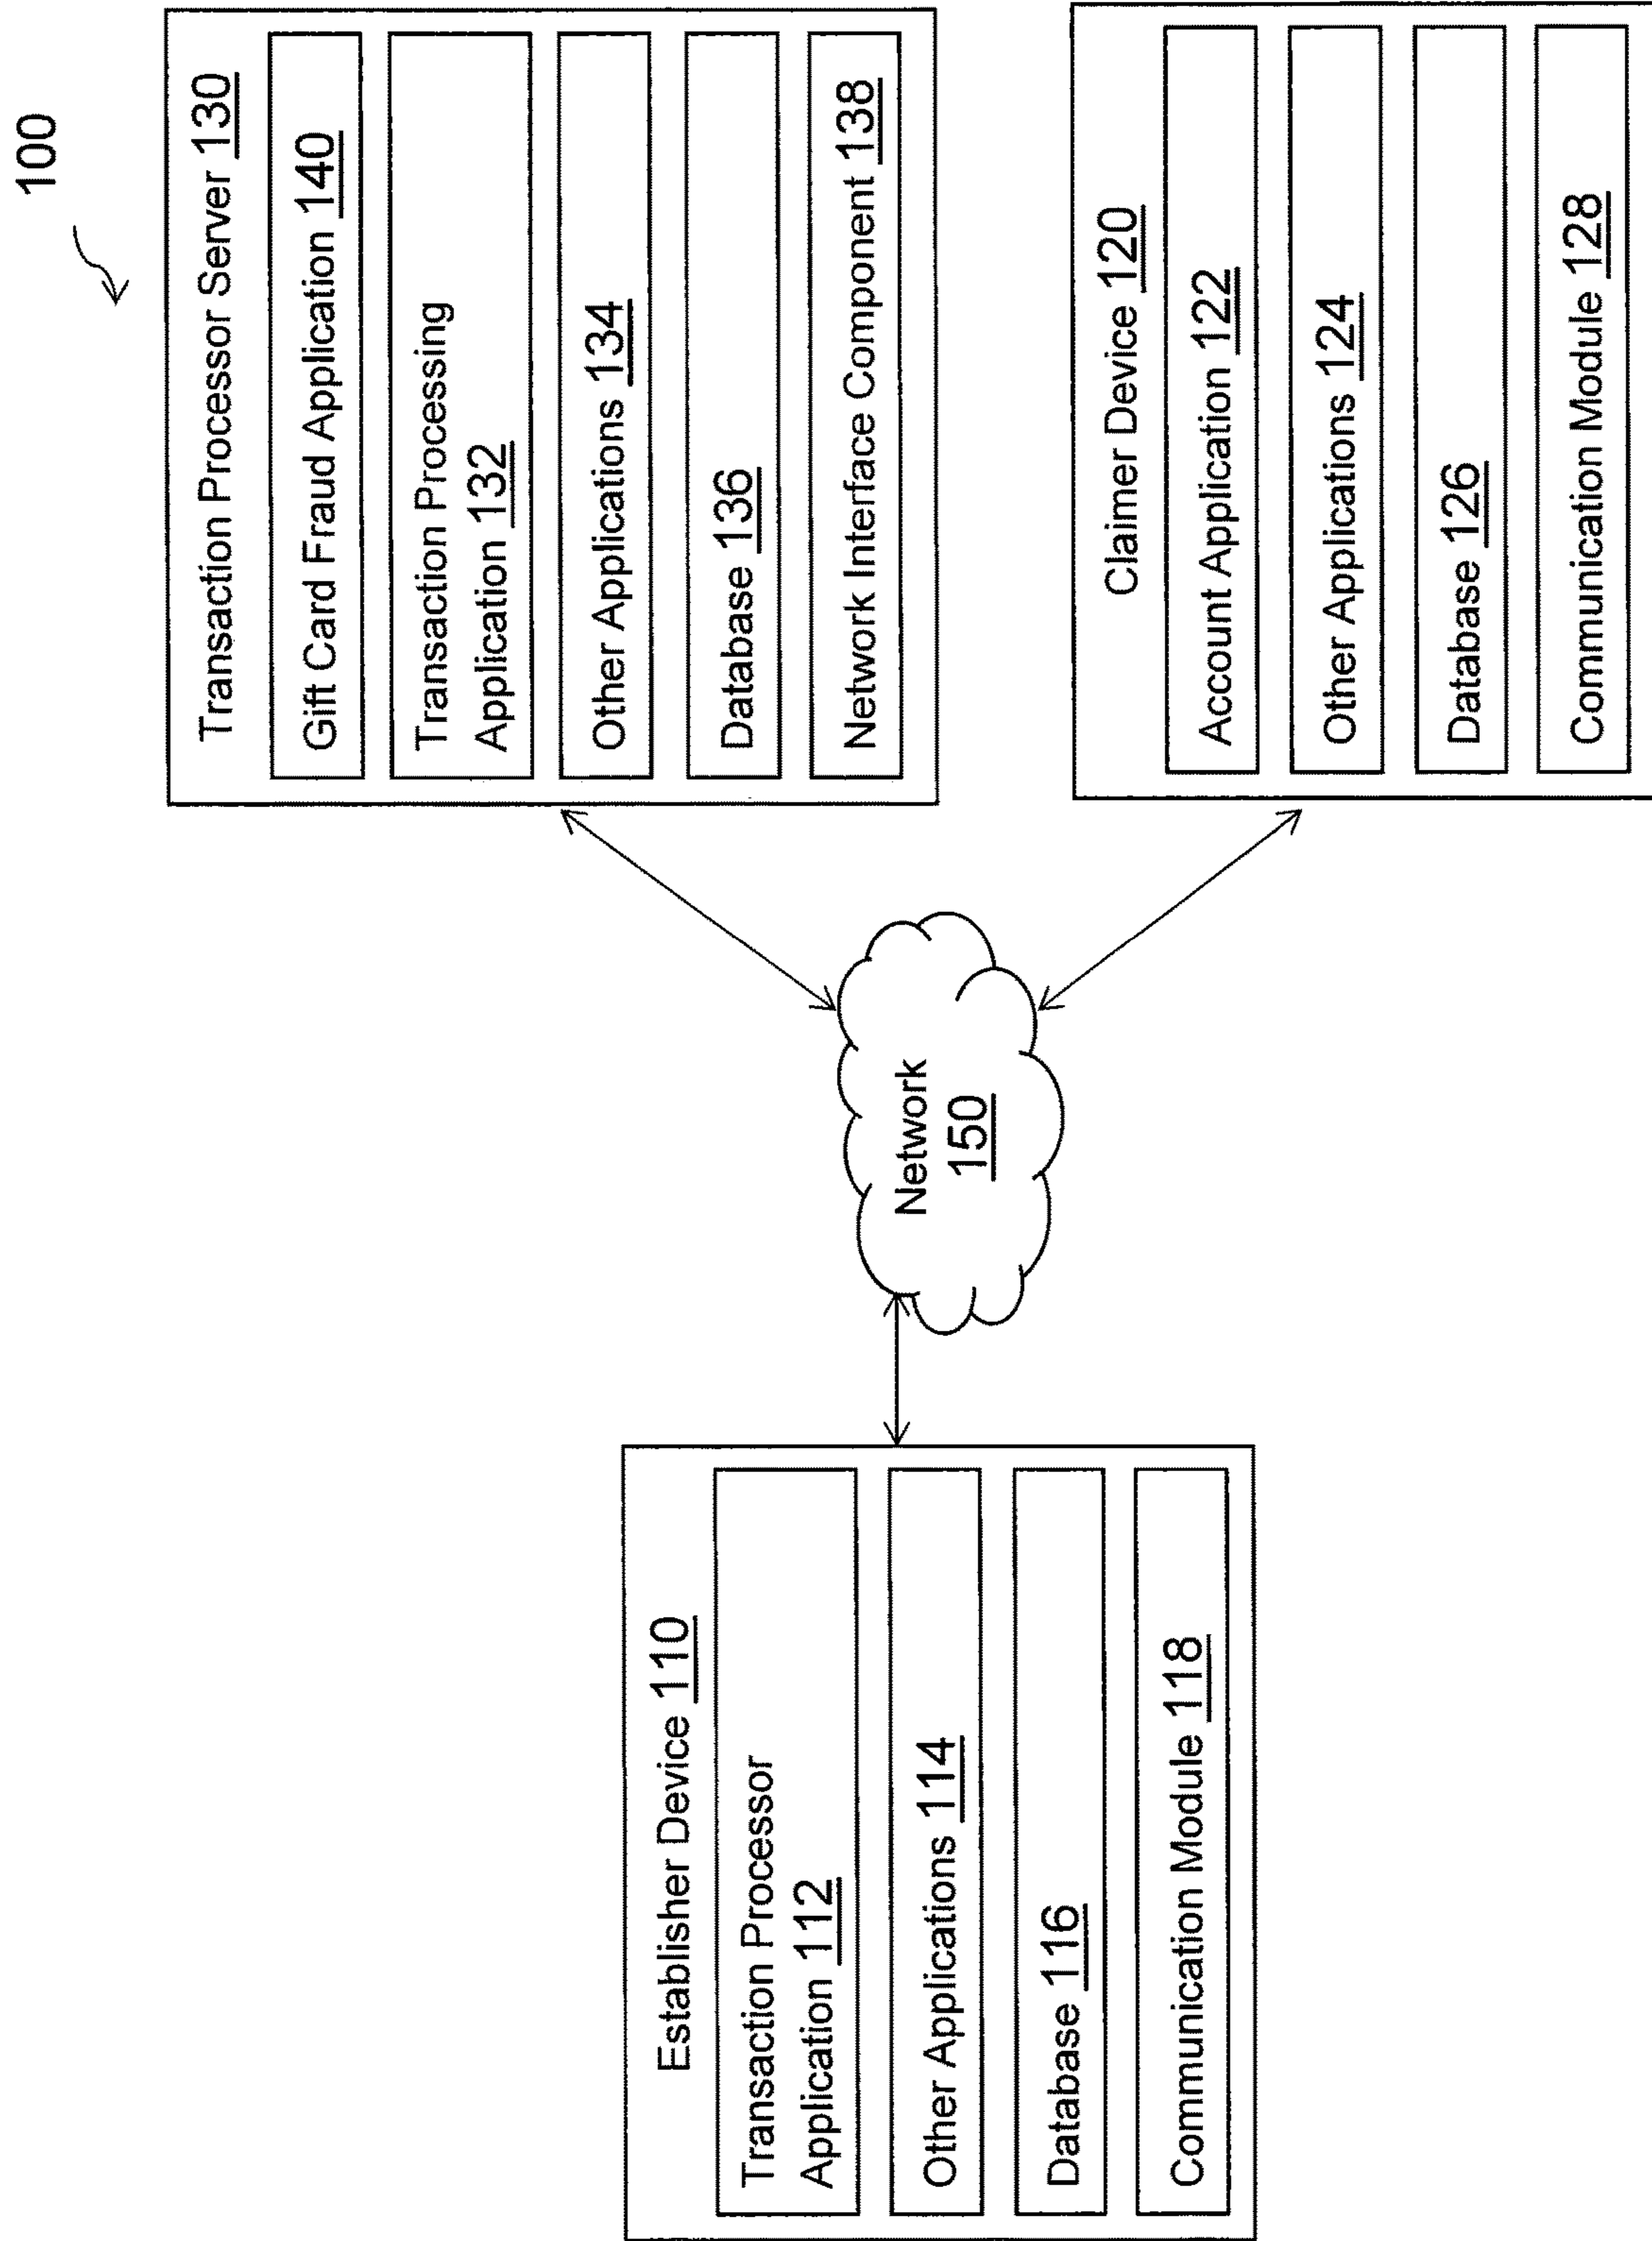 100
Establisher Device 110
Transaction Processor
Application 112
Other Applications 114
Database 116
Communication Module 118
Network
150
Transaction Processor Server 130
Gift Card Fraud Application 140
Transaction Processing
Application 132
Other Applications 134
Database 136
Network Interface Component 138
Claimer Device 120
Account Application 122
Other Applications 124
Database 126
Communication Module 128